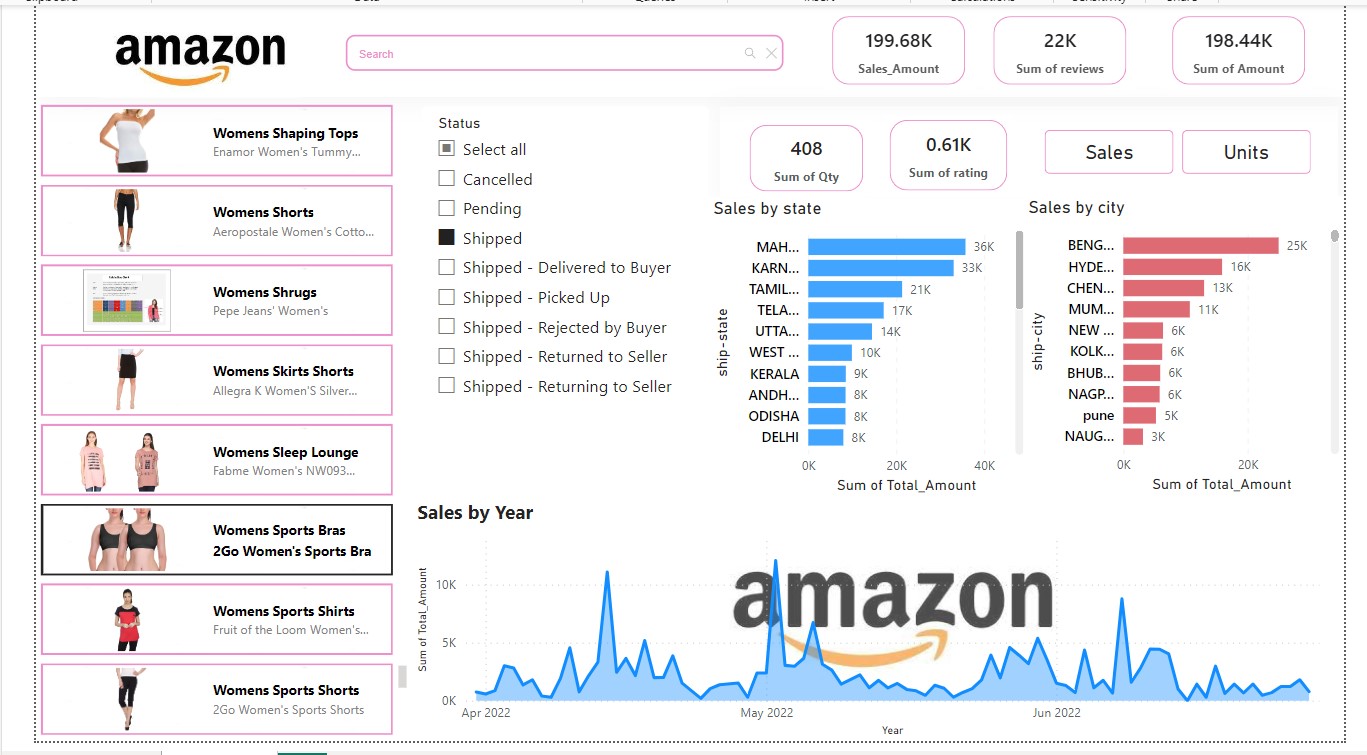 amazon
Search
199.68K
Sales_Amount
22K
Sum of reviews
198.44K
Sum of Amount
Womens Shaping Tops
Enamor Women's Tummy...
Womens Shorts
Aeropostale Women's Cotto...
Womens Shrugs
Pepe Jeans' Women's
Womens Skirts Shorts
Allegra K Women'S Silver...
Womens Sleep Lounge
Fabme Women's NW093...
Womens Sports Bras
2Go Women's Sports Bra
Womens Sports Shirts
Fruit of the Loom Women's...
Womens Sports Shorts
2Go Womens Sports Shorts
Status
Select all
Cancelled
Pending
Shipped
Shipped - Delivered to Buyer
Shipped - Picked Up
Shipped - Rejected by Buyer
Shipped - Returned to Seller
Shipped - Returning to Seller
408
Sum of Qty
0.61K
Sum of rating
Sales
Units
Sales by state
ship-state
MAH... 36K
KARN... 33K
TAMIL... 21K
TELA... 17K
UTTA... 14K
WEST ... 10K
KERALA 9K
ANDH... 8K
ODISHA 8K
DELHI 8K
0K 20K 40K
Sum of Total_Amount
Sales by city
ship-city
BENG... 25K
HYDE... 16K
CHEN... 13K
MUM... 11K
NEW ... 6K
KOLK... 6K
BHUB... 6K
NAGP... 6K
pune 5K
NAUG... 3K
0K 20K
Sum of Total_Amount
Sales by Year
Sum of Total_Amount
10K
5K
0K
amazon
Apr 2022 May 2022 Jun 2022
Year